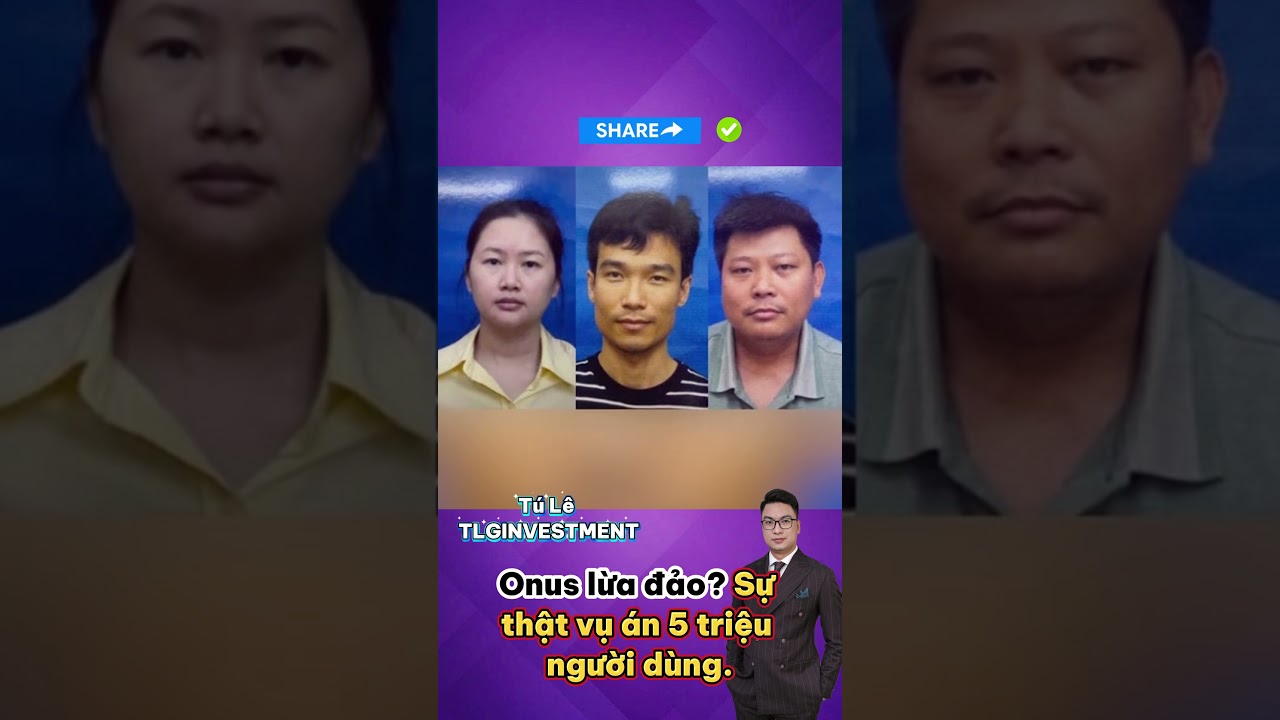 SHARE
Tú Lê
TLGINVESTMENT
Onus lừa đảo? Sự
thật vụ án 5 triệu
người dùng.